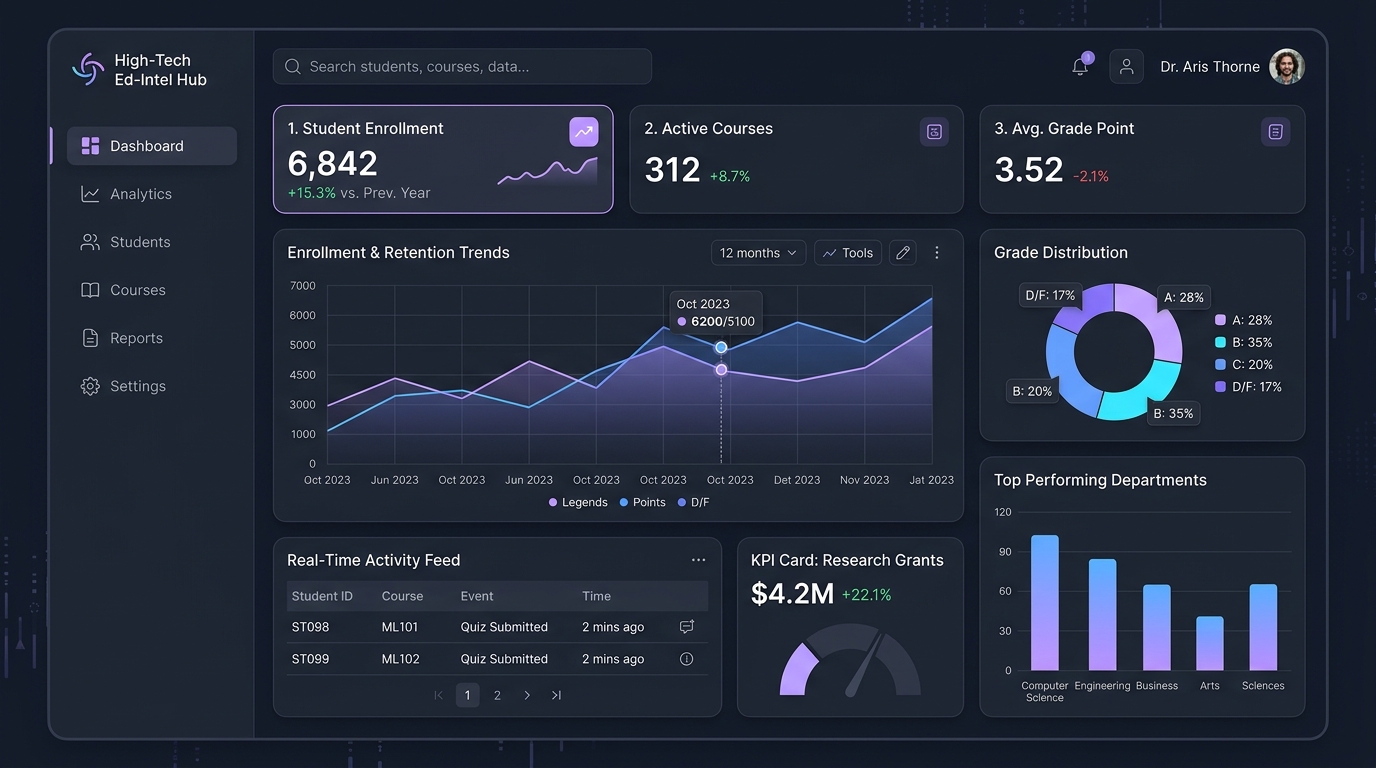 High-Tech
Ed-Intel Hub
Search students, courses, data...
Dr. Aris Thorne
Dashboard
Analytics
Students
Courses
Reports
Settings
1. Student Enrollment
6,842
+15.3% vs. Prev. Year
2. Active Courses
312 +8.7%
3. Avg. Grade Point
3.52 -2.1%
Enrollment & Retention Trends
12 months
Tools
7000
6000
5000
4500
3000
1000
0
Oct 2023
6200/5100
Oct 2023 Jun 2023 Oct 2023 Jun 2023 Oct 2023 Oct 2023 Oct 2023 Det 2023 Nov 2023 Jat 2023
Legends Points D/F
Grade Distribution
D/F: 17%
A: 28%
B: 20%
B: 35%
A: 28%
B: 35%
C: 20%
D/F: 17%
Real-Time Activity Feed
Student ID Course Event Time
ST098 ML101 Quiz Submitted 2 mins ago
ST099 ML102 Quiz Submitted 2 mins ago
1 2
KPI Card: Research Grants
$4.2M +22.1%
Top Performing Departments
120
90
60
30
0
Computer Sclence
Engineering
Business
Arts
Sclences